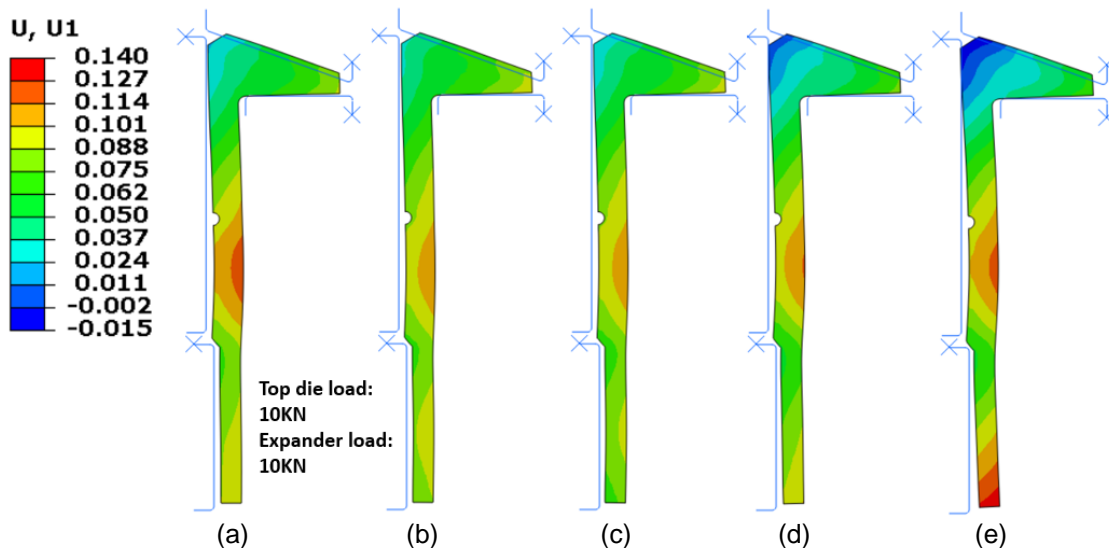 U, U1
0.140
0.127
0.114
0.101
0.088
0.075
0.062
0.050
0.037
0.024
0.011
-0.002
-0.015
Top die load:
10KN
Expander load:
10KN
(a)
(b)
(c)
(d)
(e)